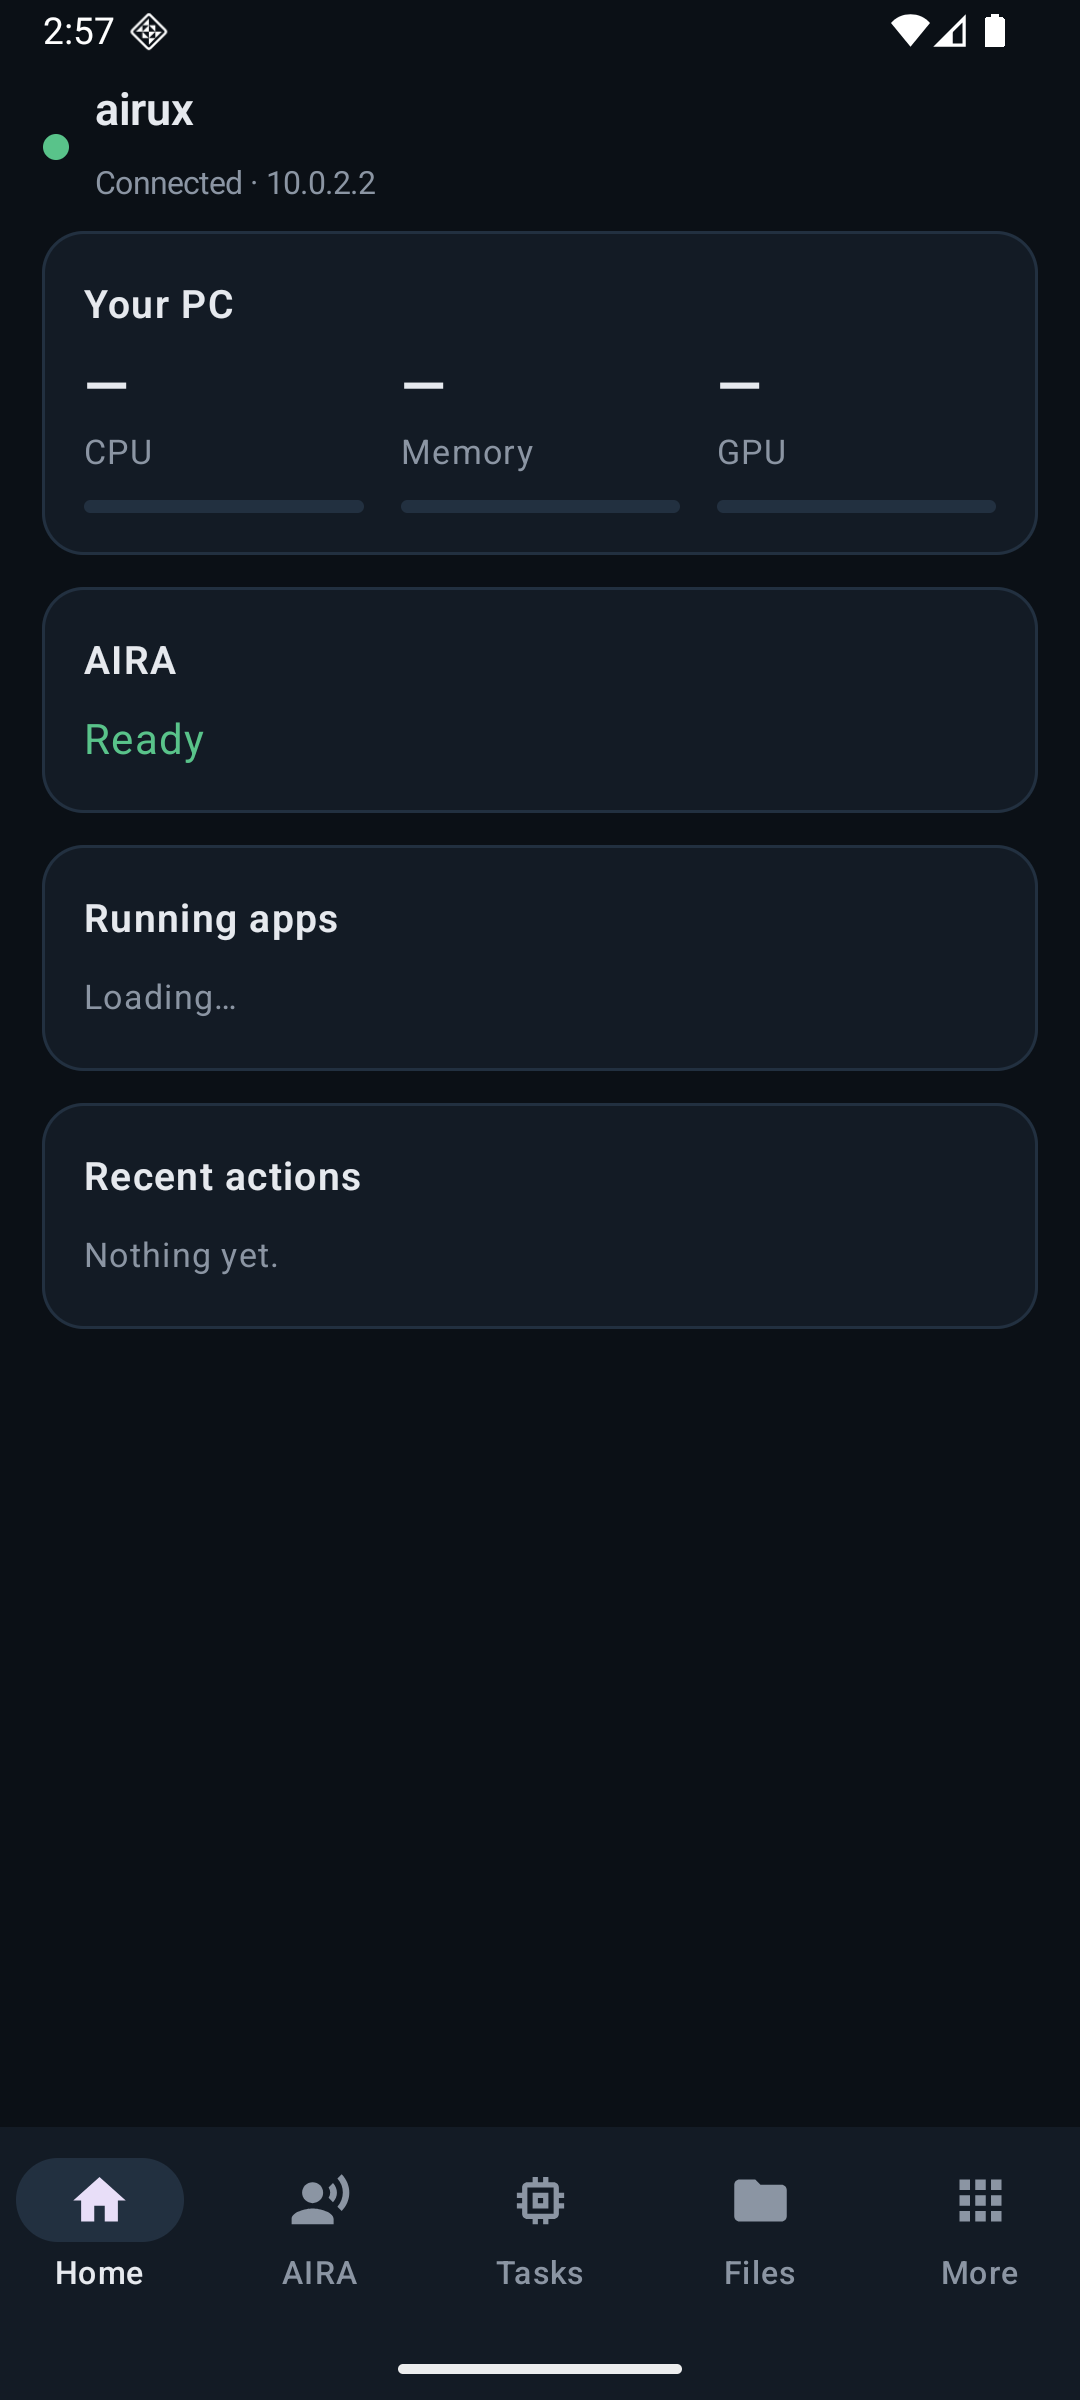 2:57
airux
Connected · 10.0.2.2
Your PC
— — —
CPU Memory GPU
AIRA
Ready
Running apps
Loading…
Recent actions
Nothing yet.
Home AIRA Tasks Files More